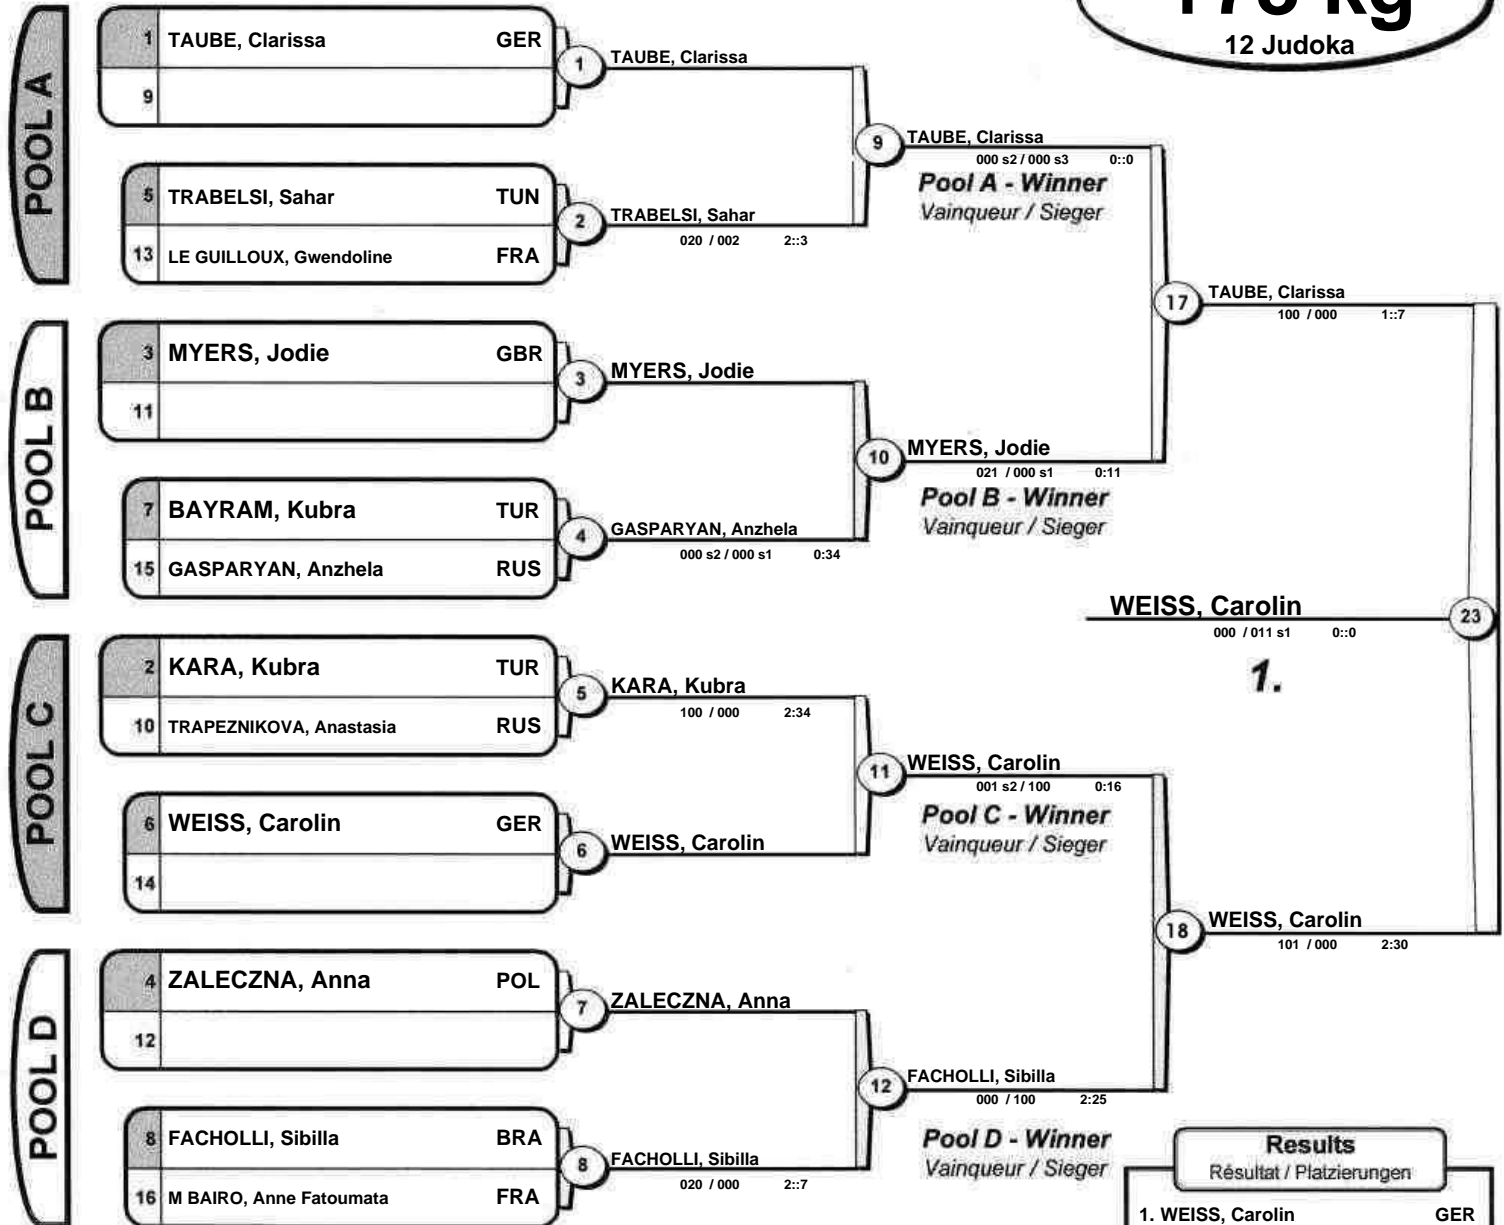 12 Judoka
POOL A
1 TAUBE, Clarissa GER
9
5 TRABELSI, Sahar TUN
13 LE GUILLOUX, Gwendoline FRA
1 TAUBE, Clarissa
2 TRABELSI, Sahar
020 / 002 2::3
9 TAUBE, Clarissa
000 s2 / 000 s3 0::0
Pool A - Winner
Vainqueur / Sieger
POOL B
3 MYERS, Jodie GBR
11
7 BAYRAM, Kubra TUR
15 GASPARYAN, Anzhela RUS
3 MYERS, Jodie
4 GASPARYAN, Anzhela
000 s2 / 000 s1 0:34
10 MYERS, Jodie
021 / 000 s1 0:11
Pool B - Winner
Vainqueur / Sieger
17 TAUBE, Clarissa
100 / 000 1::7
POOL C
2 KARA, Kubra TUR
10 TRAPEZNIKOVA, Anastasia RUS
6 WEISS, Carolin GER
14
5 KARA, Kubra
100 / 000 2:34
6 WEISS, Carolin
11 WEISS, Carolin
001 s2 / 100 0:16
Pool C - Winner
Vainqueur / Sieger
POOL D
4 ZALECZNA, Anna POL
12
8 FACHOLLI, Sibilla BRA
16 M BAIRO, Anne Fatoumata FRA
7 ZALECZNA, Anna
8 FACHOLLI, Sibilla
020 / 000 2::7
12 FACHOLLI, Sibilla
000 / 100 2:25
Pool D - Winner
Vainqueur / Sieger
18 WEISS, Carolin
101 / 000 2:30
WEISS, Carolin 23
000 / 011 s1 0::0
1.
Results
Résultat / Platzierungen
1. WEISS, Carolin GER